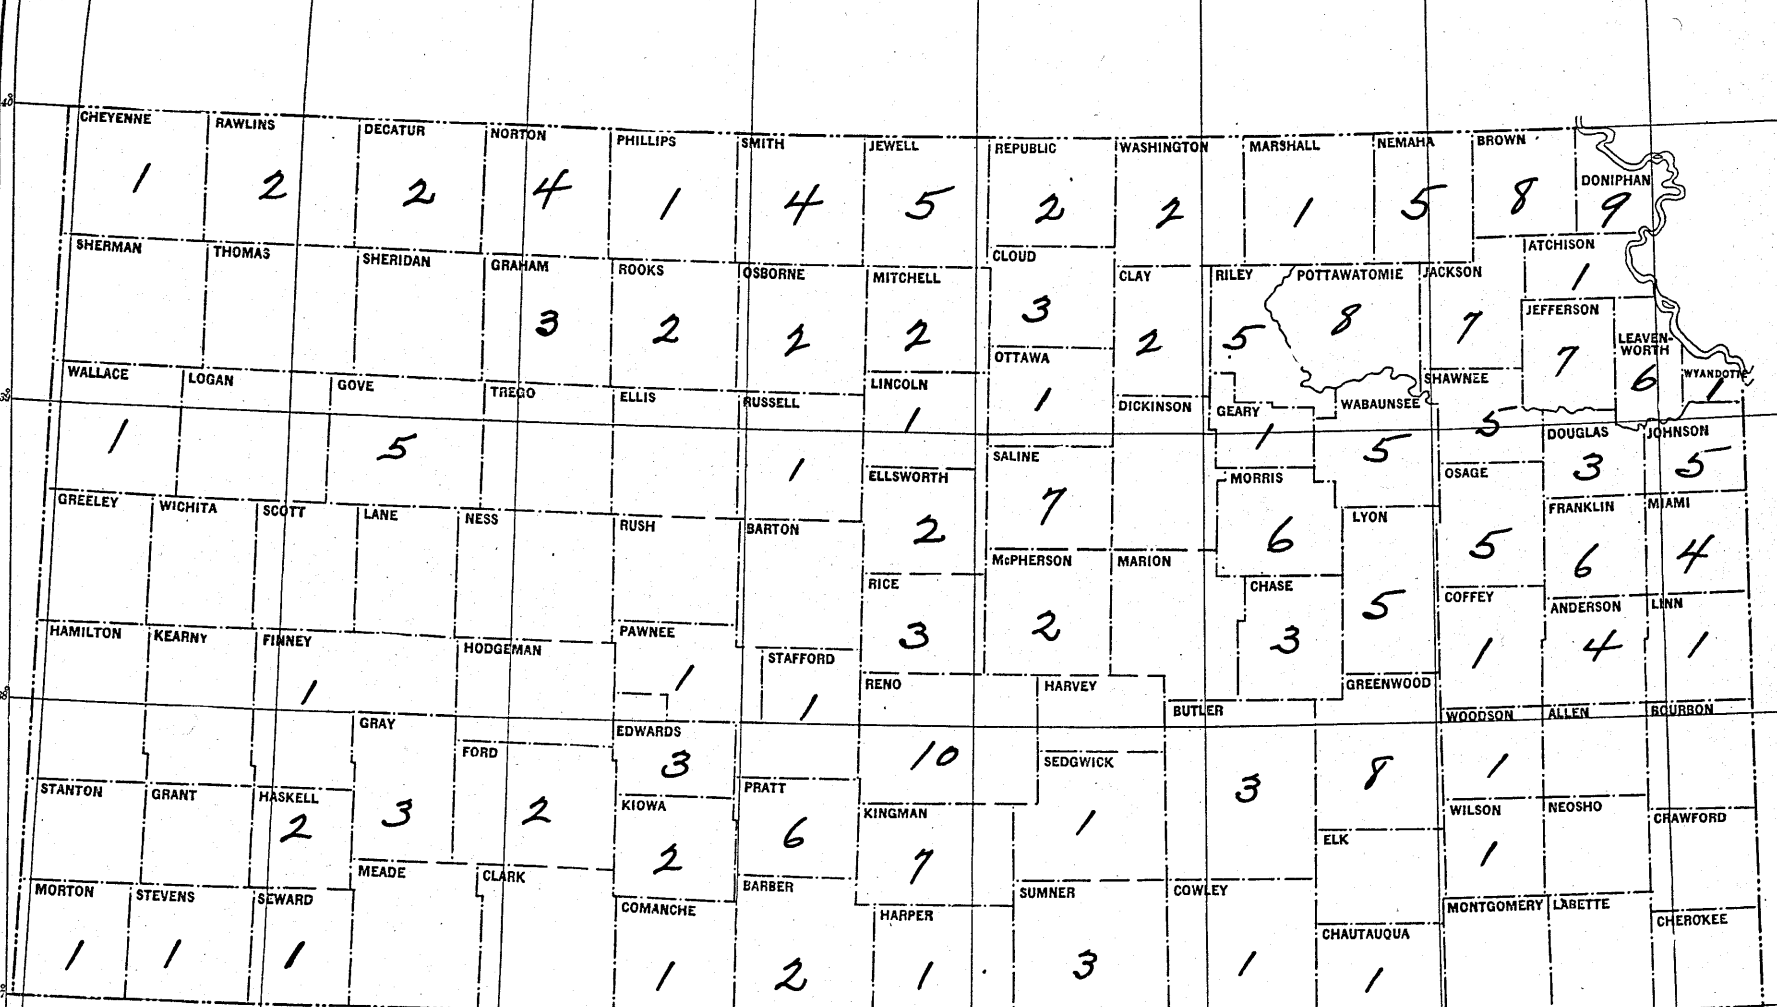 40°
CHEYENNE RAWLINS DECATUR NORTON PHILLIPS SMITH JEWELL REPUBLIC WASHINGTON MARSHALL NEMAHA BROWN
DONIPHAN
1 2 2 4 1 4 5 2 2 1 5 8 9
SHERMAN THOMAS SHERIDAN GRAHAM ROOKS OSBORNE MITCHELL CLOUD CLAY RILEY POTTAWATOMIE JACKSON ATCHISON
3 2 2 2 3 2 5 8 7 1
JEFFERSON LEAVEN-
WORTH
7 6
WYANDOTTE
1
WALLACE LOGAN GOVE TREGO ELLIS RUSSELL LINCOLN OTTAWA DICKINSON GEARY WABAUNSEE SHAWNEE
1 5 1 1 1 1 5 5
DOUGLAS JOHNSON
3 5
ELLSWORTH SALINE MORRIS OSAGE
2 7 6 5
GREELEY WICHITA SCOTT LANE NESS RUSH BARTON LYON FRANKLIN MIAMI
5 6 4
RICE McPHERSON MARION CHASE COFFEY ANDERSON LINN
3 2 3 1 4 1
HAMILTON KEARNY FINNEY HODGEMAN PAWNEE STAFFORD
1 1 1
RENO HARVEY BUTLER GREENWOOD WOODSON ALLEN BOURBON
10 3 8 1
GRAY FORD EDWARDS SEDGWICK
3 2 3 1
STANTON GRANT HASKELL KIOWA PRATT KINGMAN ELK WILSON NEOSHO CRAWFORD
2 2 6 7 1
MORTON STEVENS SEWARD MEADE CLARK COMANCHE BARBER HARPER SUMNER COWLEY CHAUTAUQUA MONTGOMERY LABETTE CHEROKEE
1 1 1 1 2 1 3 1 1